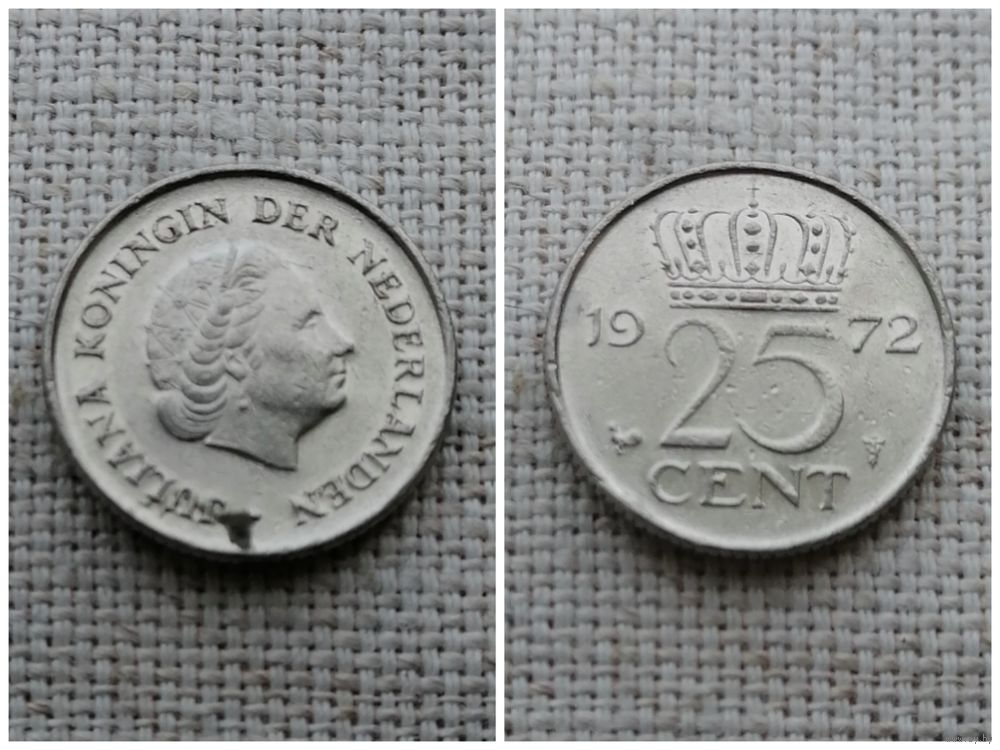 JULIANA KONINGIN DER NEDERLANDEN
19 72
25
CENT